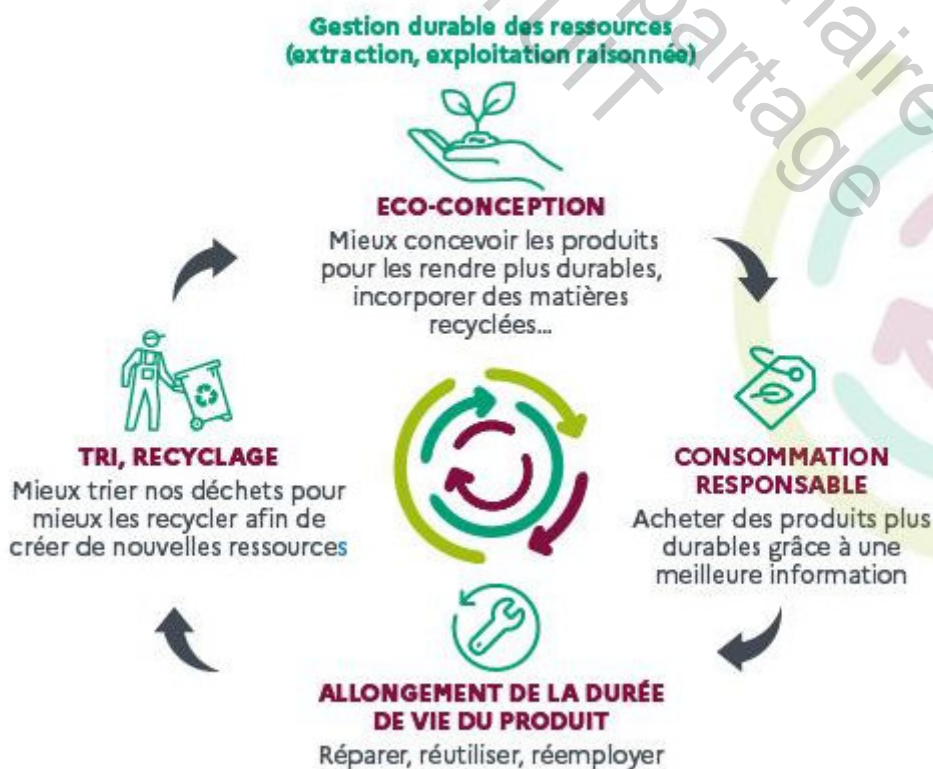 Gestion durable des ressources
(extraction, exploitation raisonnée)
ECO-CONCEPTION
Mieux concevoir les produits
pour les rendre plus durables,
incorporer des matières
recyclées...
TRI, RECYCLAGE
Mieux trier nos déchets pour
mieux les recycler afin de
créer de nouvelles ressources
CONSOMMATION
RESPONSABLE
Acheter des produits plus
durables grâce à une
meilleure information
ALLONGEMENT DE LA DURÉE
DE VIE DU PRODUIT
Réparer, réutiliser, réemployer
partage